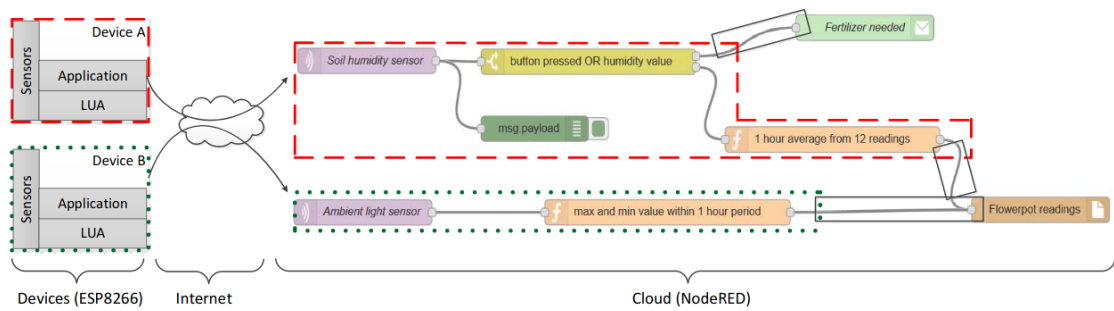 Sensors
Device A
Application
LUA
Sensors
Device B
Application
LUA
Soil humidity sensor
button pressed OR humidity value
Fertilizer needed
msg.payload
1 hour average from 12 readings
Ambient light sensor
max and min value within 1 hour period
Flowerpot readings
Devices (ESP8266)
Internet
Cloud (NodeRED)